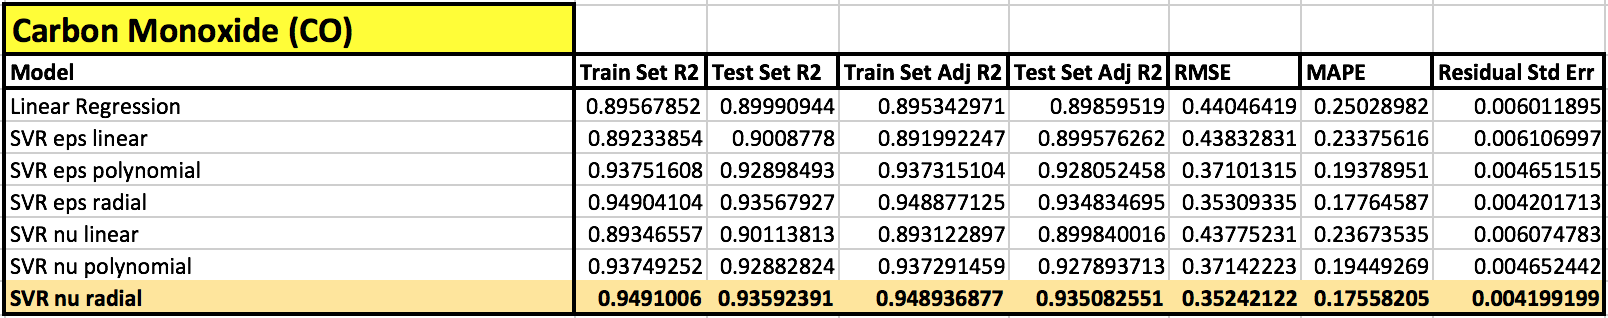 Carbon Monoxide (CO)
Model Train Set R2 Test Set R2 Train Set Adj R2 Test Set Adj R2 RMSE MAPE Residual Std Err
Linear Regression 0.89567852 0.89990944 0.895342971 0.89859519 0.44046419 0.25028982 0.006011895
SVR eps linear 0.89233854 0.9008778 0.891992247 0.899576262 0.43832831 0.23375616 0.006106997
SVR eps polynomial 0.93751608 0.92898493 0.937315104 0.928052458 0.37101315 0.19378951 0.004651515
SVR eps radial 0.94904104 0.93567927 0.948877125 0.934834695 0.35309335 0.17764587 0.004201713
SVR nu linear 0.89346557 0.90113813 0.893122897 0.899840016 0.43775231 0.23673535 0.006074783
SVR nu polynomial 0.93749252 0.92882824 0.937291459 0.927893713 0.37142223 0.19449269 0.004652442
SVR nu radial 0.9491006 0.93592391 0.948936877 0.935082551 0.35242122 0.17558205 0.004199199